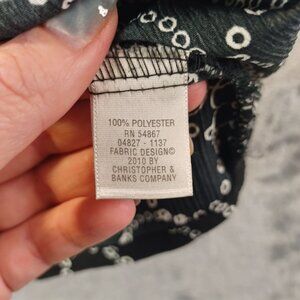 100% POLYESTER
RN 54867
04827 - 1137
FABRIC DESIGN©
2010 BY
CHRISTOPHER &
BANKS COMPANY